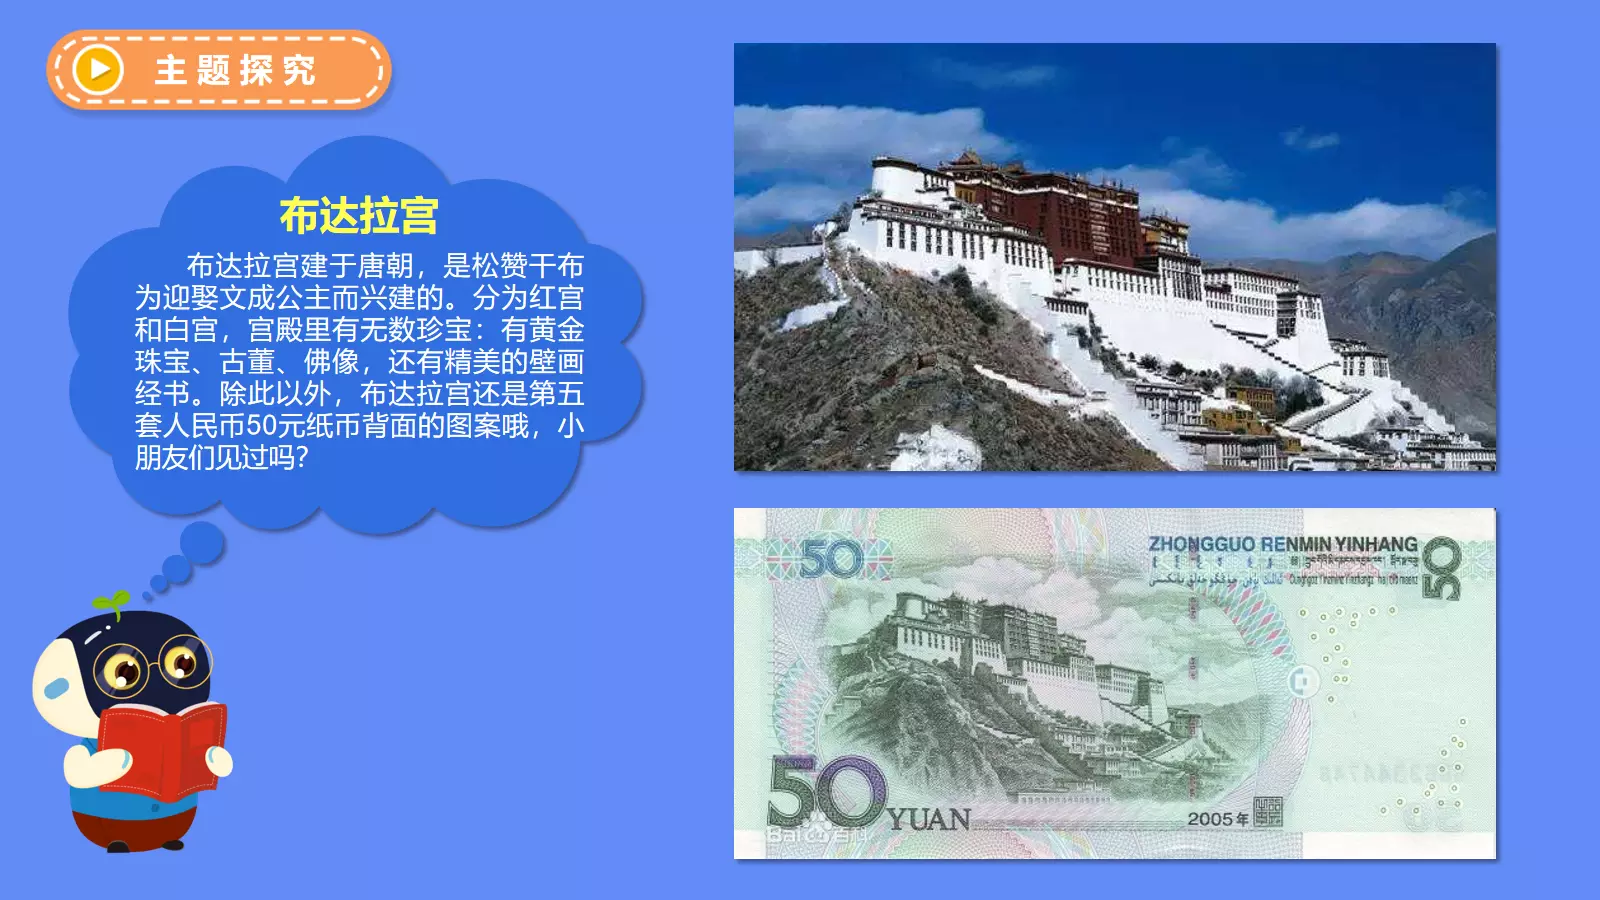 主题探究
布达拉宫
布达拉宫建于唐朝，是松赞干布
为迎娶文成公主而兴建的。分为红宫
和白宫，宫殿里有无数珍宝：有黄金
珠宝、古董、佛像，还有精美的壁画
经书。除此以外，布达拉宫还是第五
套人民币50元纸币背面的图案哦，小
朋友们见过吗？
50
ZHONGGUO RENMIN YINHANG
50
50
YUAN
2005年
Bai百科